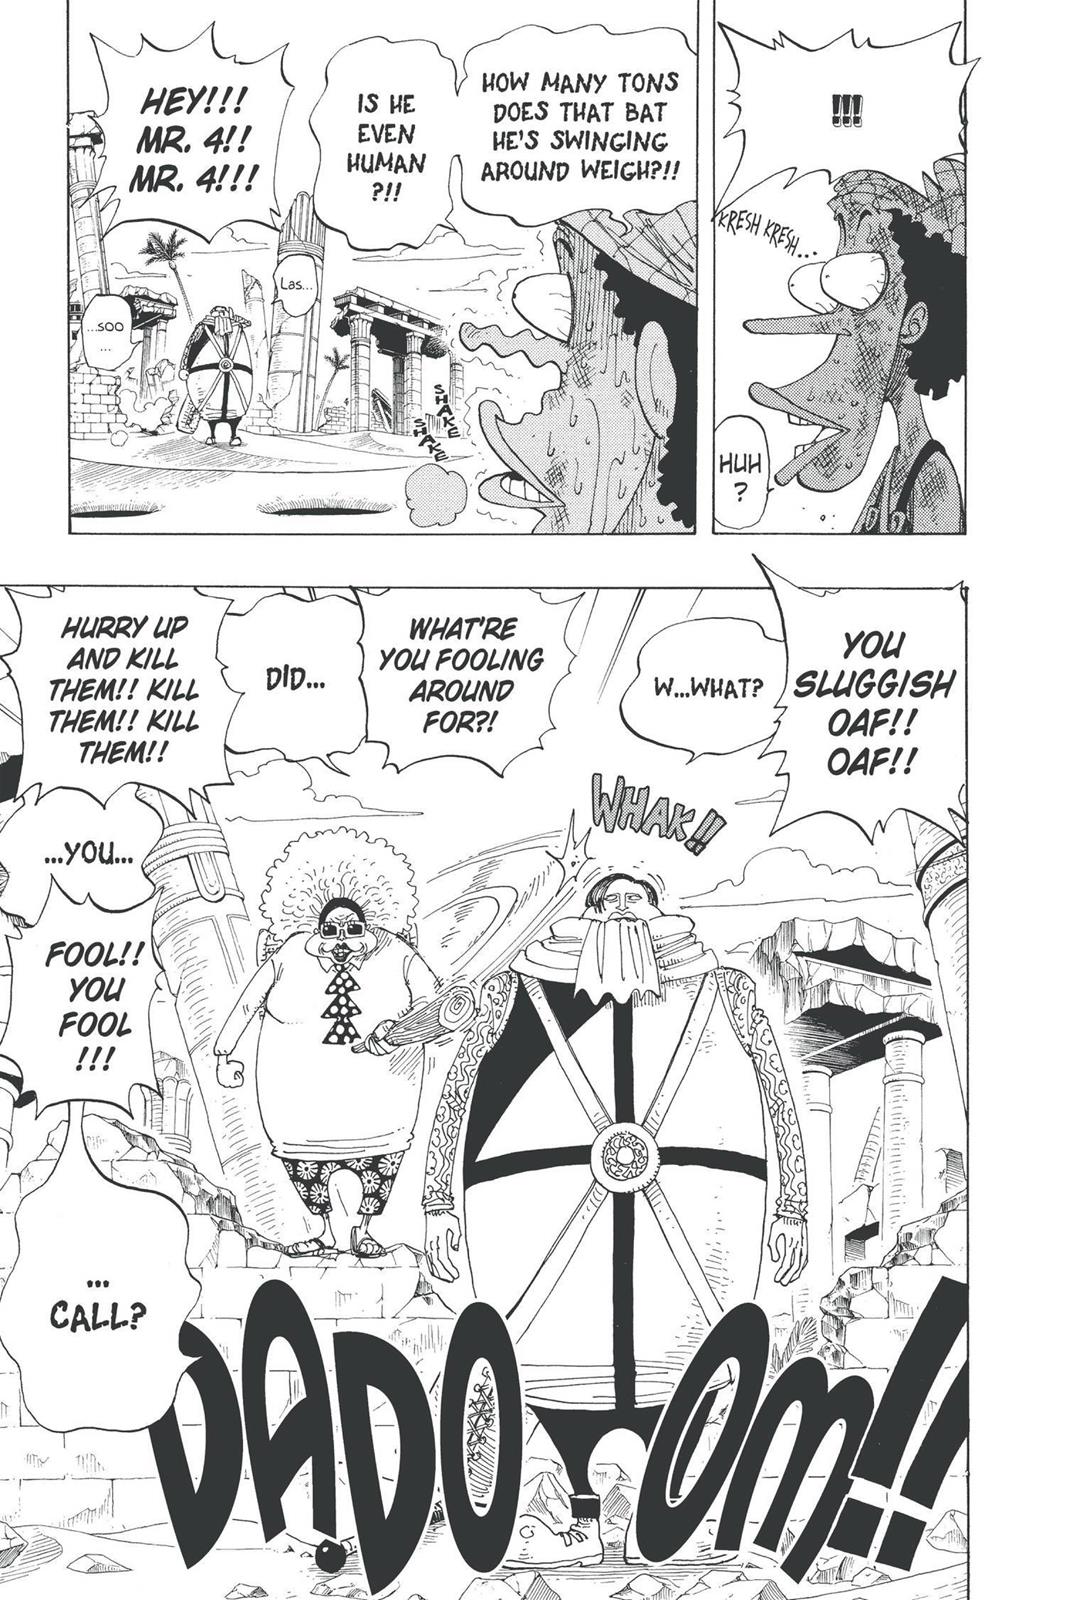 !!!
KRESH KRESH...
HUH
?
HOW MANY TONS
DOES THAT BAT
HE'S SWINGING
AROUND WEIGH?!!
IS HE
EVEN
HUMAN
?!!
HEY!!!
MR. 4!!
MR. 4!!!
Las...
...soo
...
SHAKE
SHAKE
YOU
SLUGGISH
OAF!!
OAF!!
W...WHAT?
WHAT'RE
YOU FOOLING
AROUND
FOR?!
DID...
HURRY UP
AND KILL
THEM!! KILL
THEM!! KILL
THEM!!
...YOU...
FOOL!!
YOU
FOOL
!!!
...
CALL?
WHAK!!
DADOOM!!